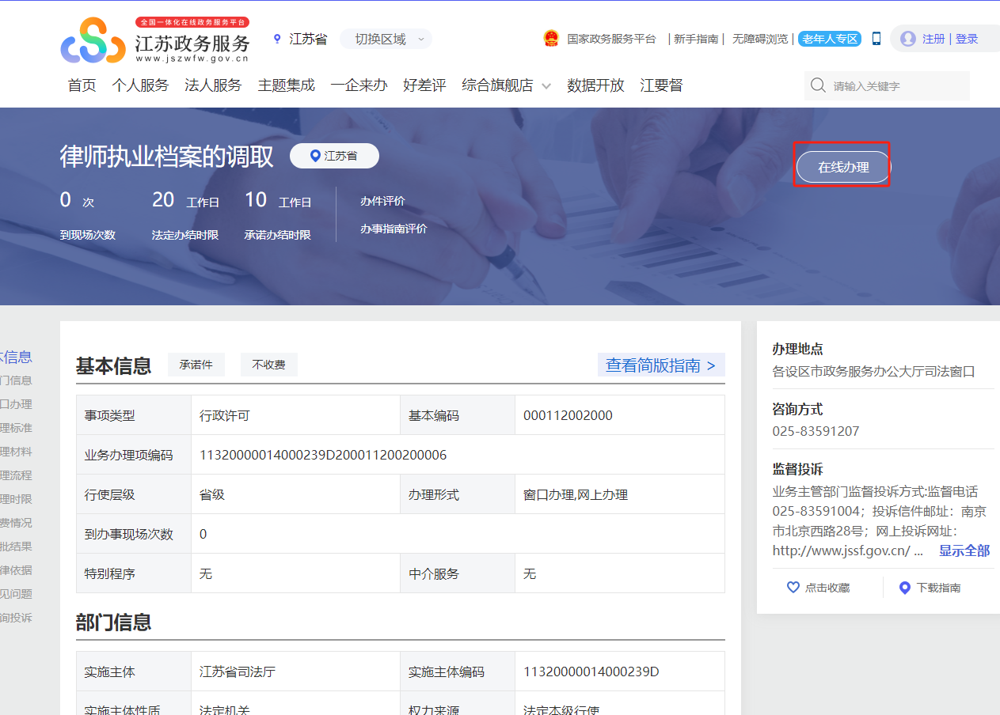 全国一体化在线政务服务平台
江苏政务服务
www.jszwfw.gov.cn
江苏省
切换区域
国家政务服务平台 | 新手指南 | 无障碍浏览 | 老年人专区
注册 | 登录
首页 个人服务 法人服务 主题集成 一企来办 好差评 综合旗舰店 数据开放 江要督
请输入关键字
律师执业档案的调取
江苏省
在线办理
0 次 20 工作日 10 工作日
到现场次数 法定办结时限 承诺办结时限
办件评价
办事指南评价
本信息
门信息
口办理
理标准
理材料
理流程
理时限
费情况
批结果
律依据
见问题
询投诉
基本信息 承诺件 不收费 查看简版指南 >
事项类型 行政许可 基本编码 000112002000
业务办理项编码 11320000014000239D200011200200006
行使层级 省级 办理形式 窗口办理,网上办理
到办事现场次数 0
特别程序 无 中介服务 无
部门信息
实施主体 江苏省司法厅 实施主体编码 11320000014000239D
实施主体性质 法定机关 权力来源 法定本级行使
办理地点
各设区市政务服务办公大厅司法窗口
咨询方式
025-83591207
监督投诉
业务主管部门监督投诉方式:监督电话
025-83591004；投诉信件邮址：南京
市北京西路28号；网上投诉网址：
http://www.jssf.gov.cn/ ... 显示全部
点击收藏 下载指南